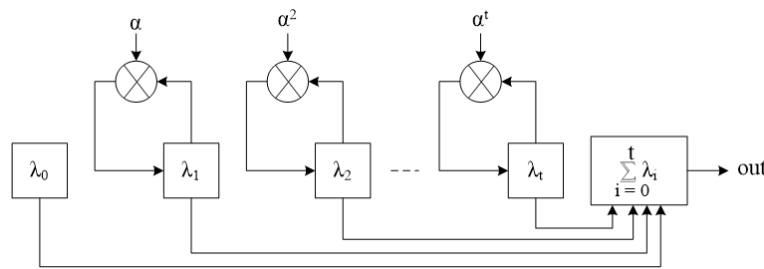 α
α²
αᵗ
λ₀
λ₁
λ₂
---
λₜ
t
∑ λᵢ
i = 0
out